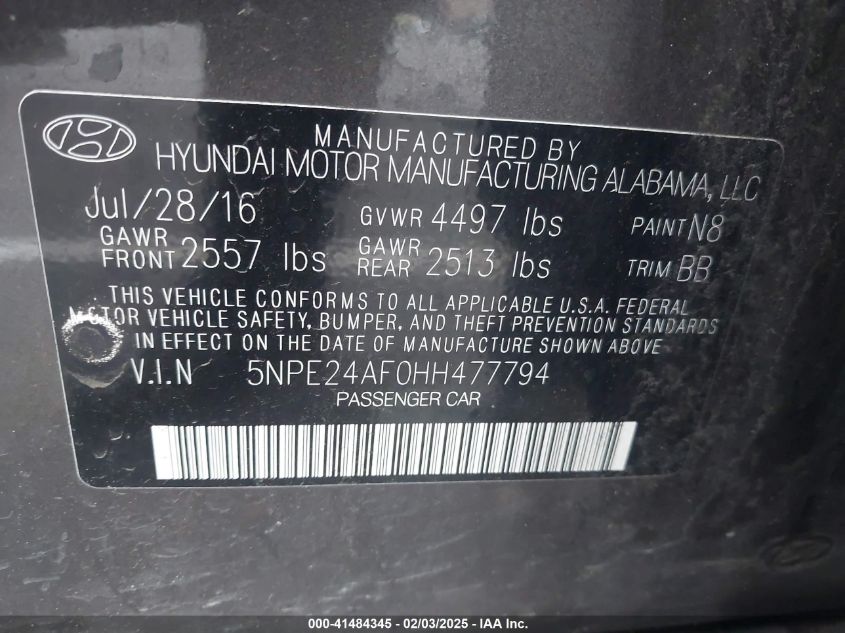 MANUFACTURED BY
HYUNDAI MOTOR MANUFACTURING ALABAMA, LLC
Jul/28/16 GVWR 4497 lbs PAINT N8
GAWR FRONT 2557 lbs GAWR REAR 2513 lbs TRIM BB
THIS VEHICLE CONFORMS TO ALL APPLICABLE U.S.A. FEDERAL
MOTOR VEHICLE SAFETY, BUMPER, AND THEFT PREVENTION STANDARDS
IN EFFECT ON THE DATE OF MANUFACTURE SHOWN ABOVE
V.I.N 5NPE24AF0HH477794
PASSENGER CAR
000-41484345 - 02/03/2025 - IAA Inc.